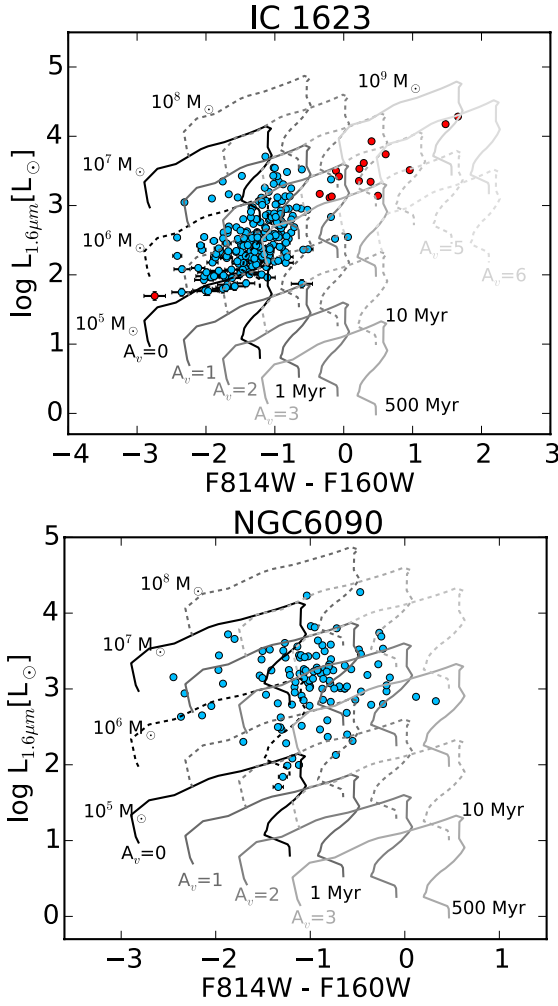 IC 1623
log L₁.₆μm[L☉]
5
4
3
2
1
0
10⁹ M☉
10⁸ M☉
10⁷ M☉
10⁶ M☉
10⁵ M☉
Aᵥ=0
Aᵥ=1
Aᵥ=2
Aᵥ=3
Aᵥ=5
Aᵥ=6
1 Myr
10 Myr
500 Myr
−4 −3 −2 −1 0 1 2 3
F814W - F160W
NGC6090
log L₁.₆μm[L☉]
5
4
3
2
1
0
10⁸ M☉
10⁷ M☉
10⁶ M☉
10⁵ M☉
Aᵥ=0
Aᵥ=1
Aᵥ=2
Aᵥ=3
1 Myr
10 Myr
500 Myr
−3 −2 −1 0 1
F814W - F160W